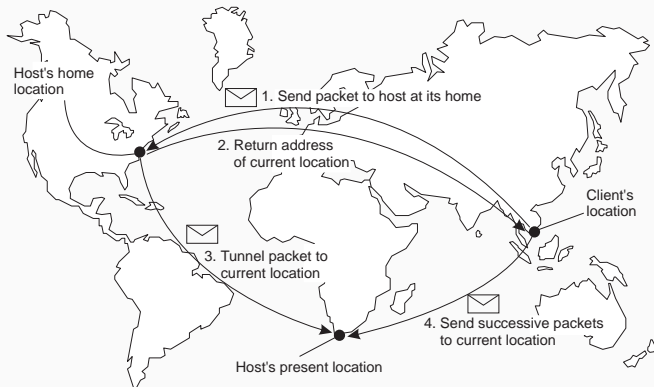 Host's home
location
1. Send packet to host at its home
2. Return address
of current location
Client's
location
3. Tunnel packet to
current location
4. Send successive packets
to current location
Host's present location